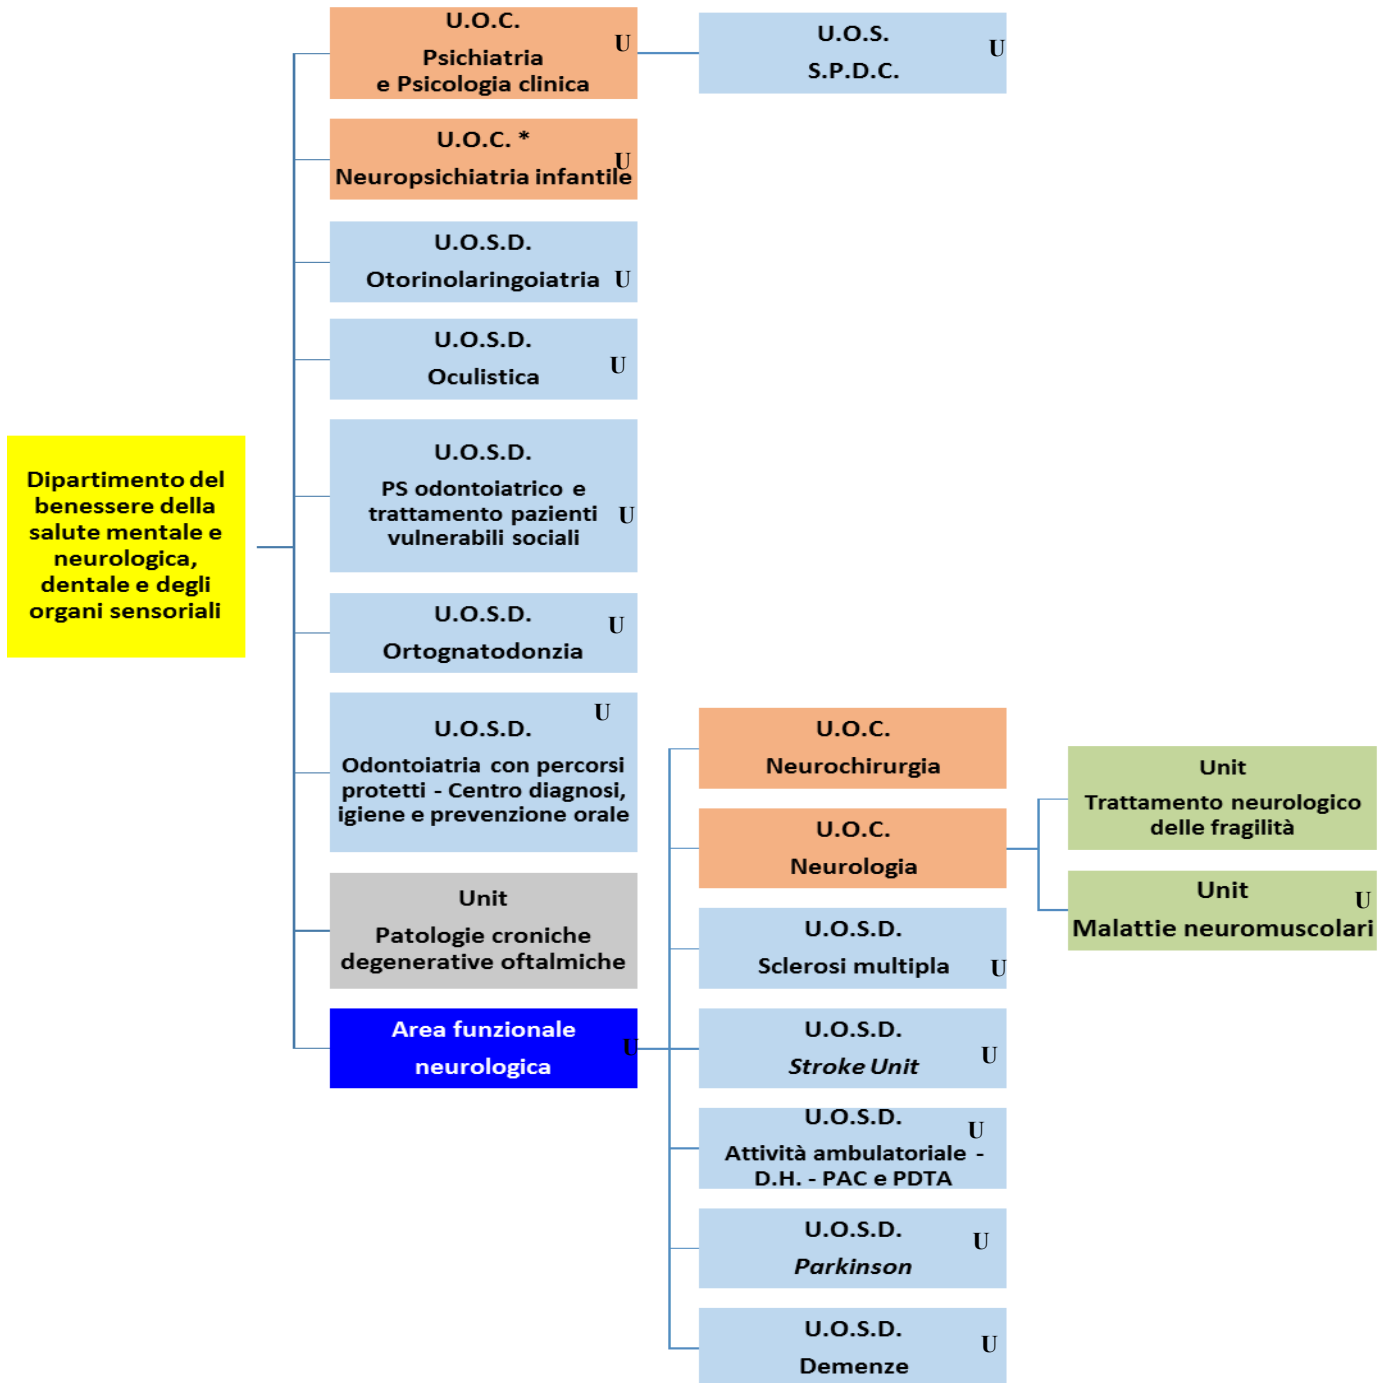 Dipartimento del
benessere della
salute mentale e
neurologica,
dentale e degli
organi sensoriali
U.O.C.
U
Psichiatria
e Psicologia clinica
U.O.S.
U
S.P.D.C.
U.O.C. *
U
Neuropsichiatria infantile
U.O.S.D.
Otorinolaringoiatria U
U.O.S.D.
U
Oculistica
U.O.S.D.
PS odontoiatrico e
trattamento pazienti U
vulnerabili sociali
U.O.S.D.
U
Ortognatodonzia
U
U.O.S.D.
Odontoiatria con percorsi
protetti - Centro diagnosi,
igiene e prevenzione orale
Unit
Patologie croniche
degenerative oftalmiche
Area funzionale
U
neurologica
U.O.C.
Neurochirurgia
U.O.C.
Neurologia
Unit
Trattamento neurologico
delle fragilità
Unit
U
Malattie neuromuscolari
U.O.S.D.
Sclerosi multipla U
U.O.S.D.
U
Stroke Unit
U.O.S.D.
U
Attività ambulatoriale -
D.H. - PAC e PDTA
U.O.S.D.
U
Parkinson
U.O.S.D.
U
Demenze